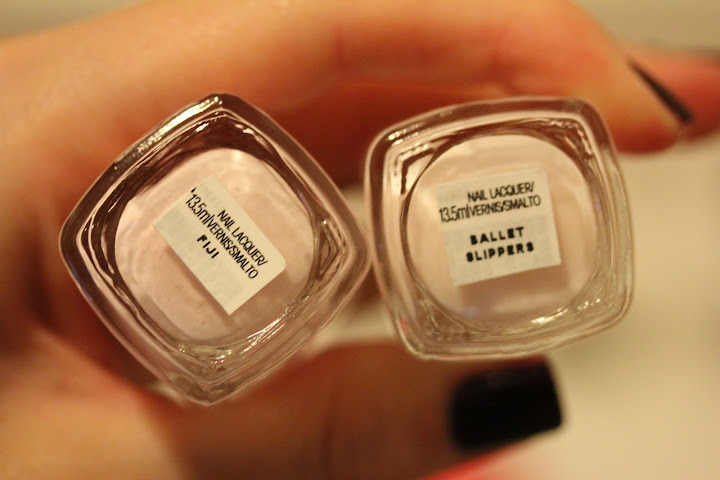 NAIL LACQUER/
13.5ml VERNIS/SMALTO
FIJI
NAIL LACQUER/
13.5ml VERNIS/SMALTO
BALLET
SLIPPERS